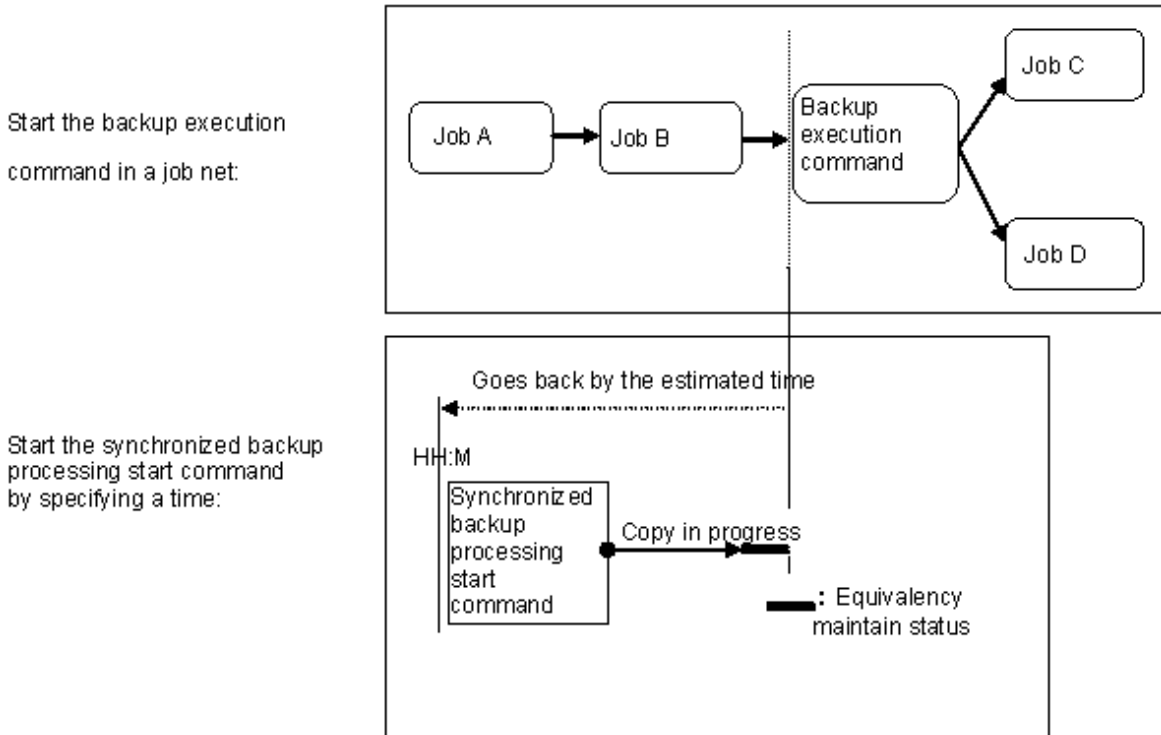 Start the backup execution
command in a job net:
Job A
Job B
Backup
execution
command
Job C
Job D
Start the synchronized backup
processing start command
by specifying a time:
Goes back by the estimated time
HH:M
Synchronized
backup
processing
start
command
Copy in progress
: Equivalency
maintain status